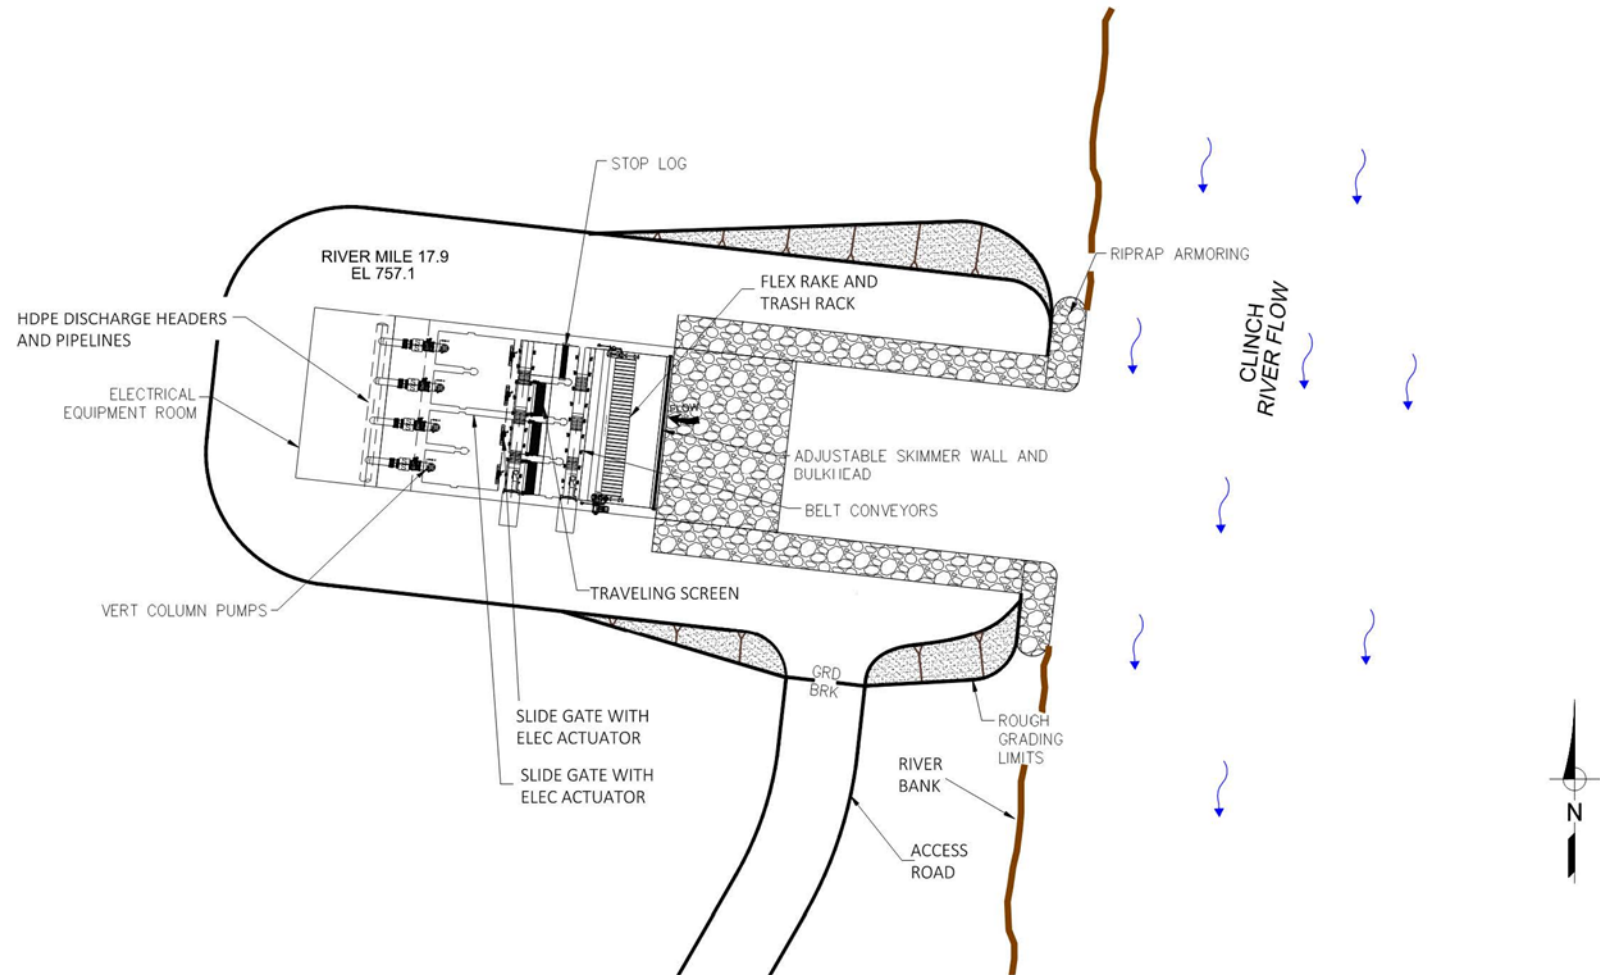 STOP LOG
RIVER MILE 17.9
EL 757.1
RIPRAP ARMORING
FLEX RAKE AND
TRASH RACK
HDPE DISCHARGE HEADERS
AND PIPELINES
CLINCH
RIVER FLOW
ELECTRICAL
EQUIPMENT ROOM
FLOW
ADJUSTABLE SKIMMER WALL AND
BULKHEAD
BELT CONVEYORS
TRAVELING SCREEN
VERT COLUMN PUMPS
GRD
BRK
SLIDE GATE WITH
ELEC ACTUATOR
ROUGH
GRADING
LIMITS
SLIDE GATE WITH
ELEC ACTUATOR
RIVER
BANK
ACCESS
ROAD
N